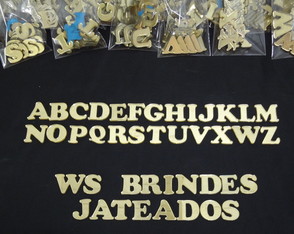 ABCDEFGHIJKLM
NOPQRSTUVXWZ
WS BRINDES
JATEADOS